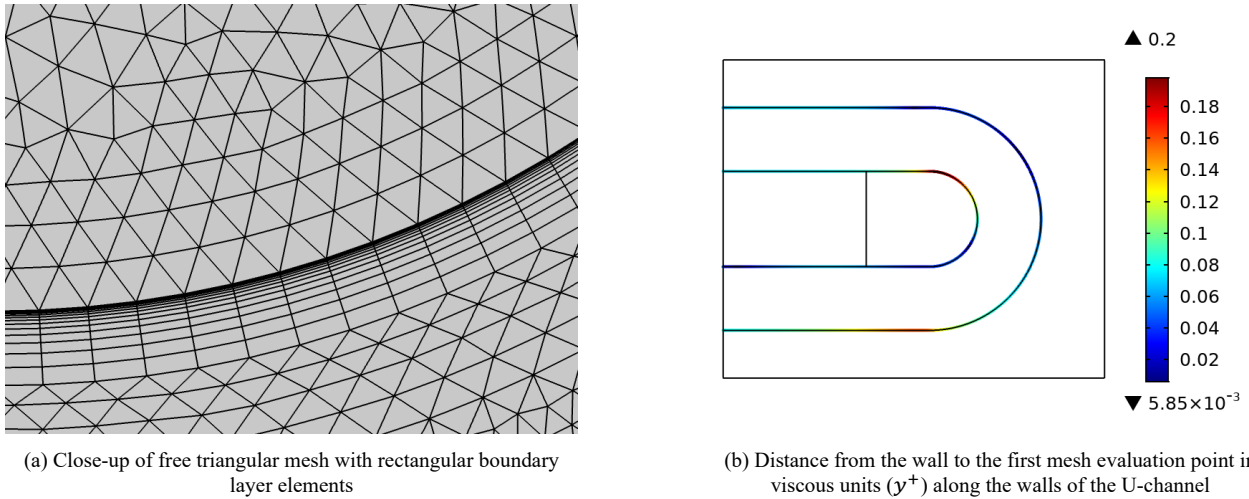 ▲ 0.2
0.18
0.16
0.14
0.12
0.1
0.08
0.06
0.04
0.02
▼ 5.85×10⁻³
(a) Close-up of free triangular mesh with rectangular boundary
layer elements
(b) Distance from the wall to the first mesh evaluation point in
viscous units (𝑦⁺) along the walls of the U-channel